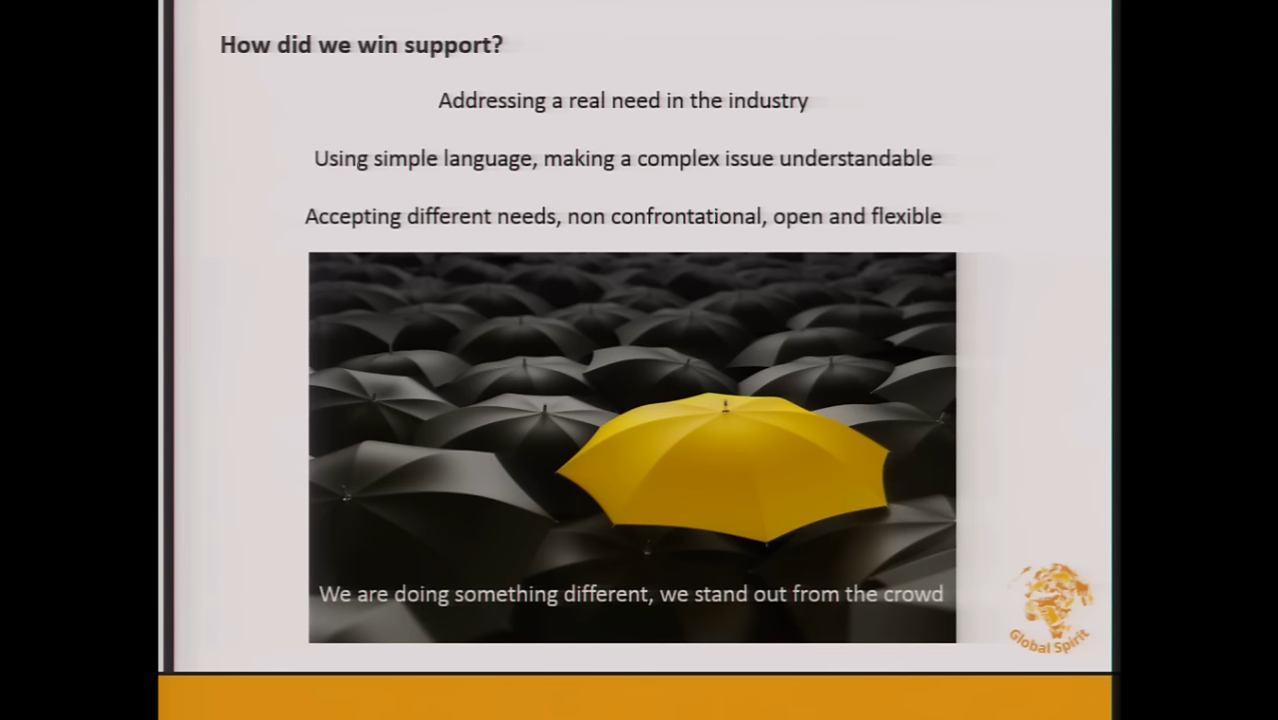 How did we win support?
Addressing a real need in the industry
Using simple language, making a complex issue understandable
Accepting different needs, non confrontational, open and flexible
We are doing something different, we stand out from the crowd
Global Spirit